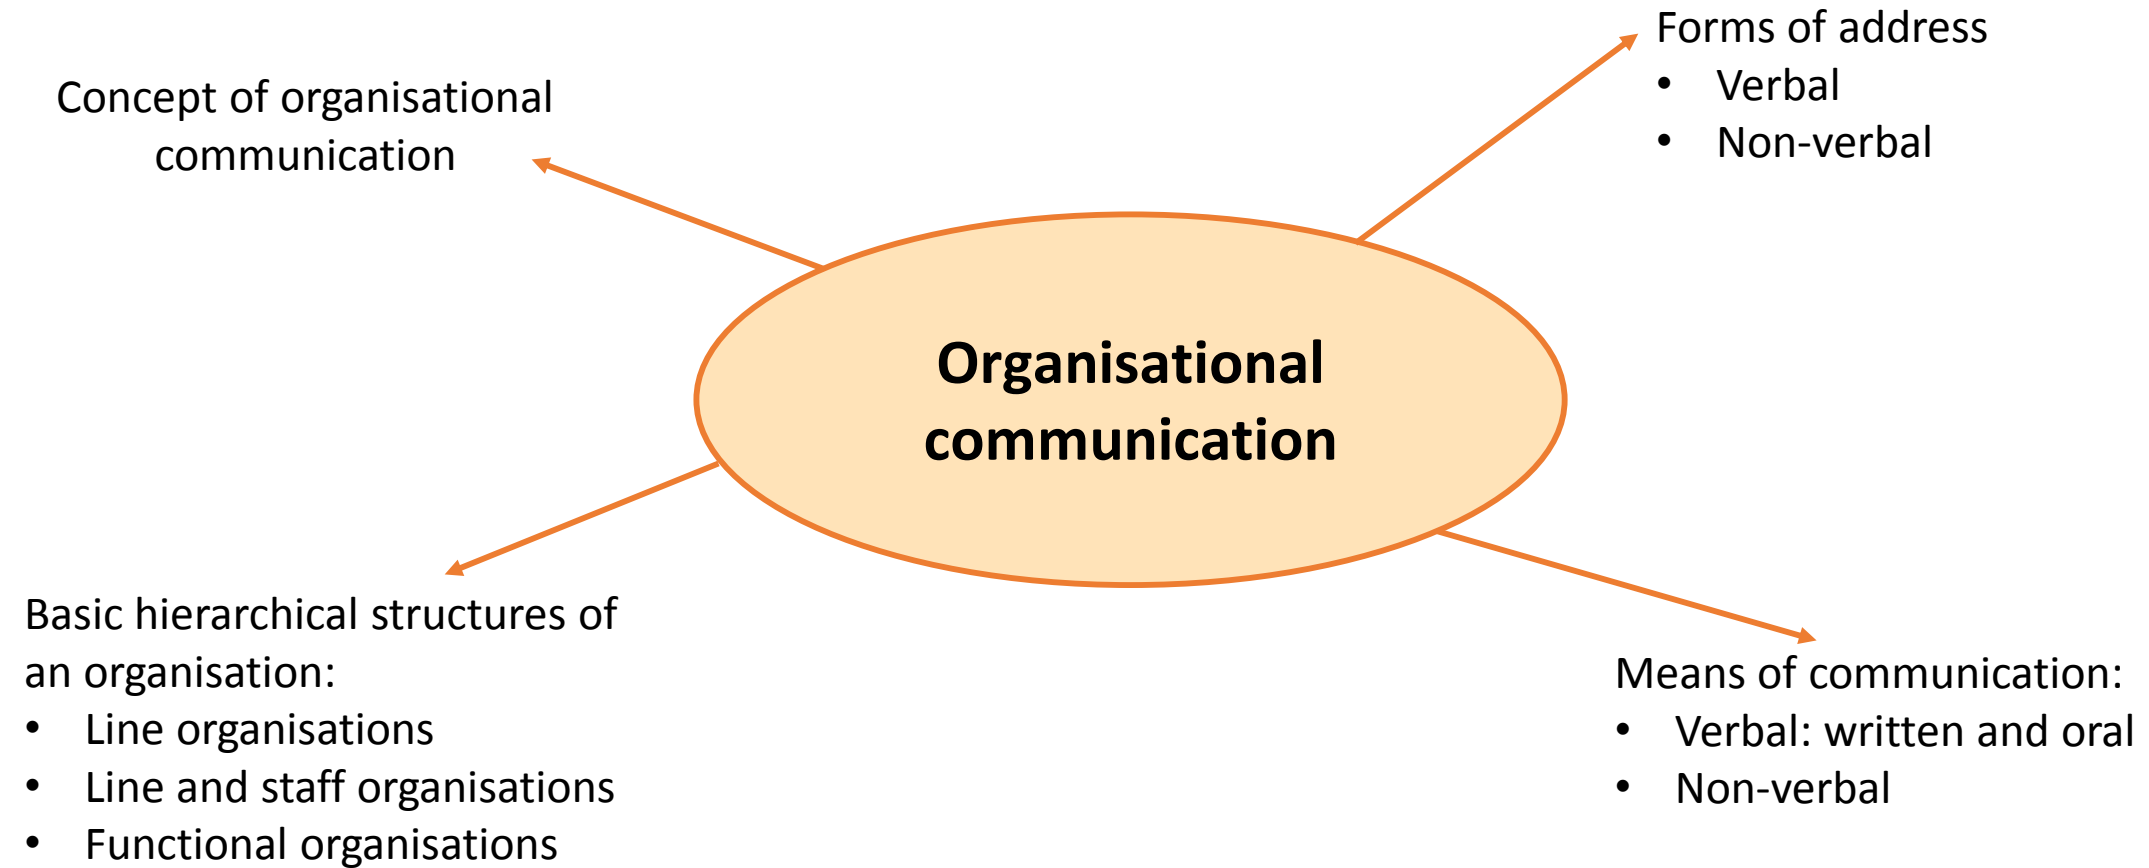 Concept of organisational
communication
Forms of address
• Verbal
• Non-verbal
Organisational
communication
Basic hierarchical structures of
an organisation:
• Line organisations
• Line and staff organisations
• Functional organisations
Means of communication:
• Verbal: written and oral
• Non-verbal